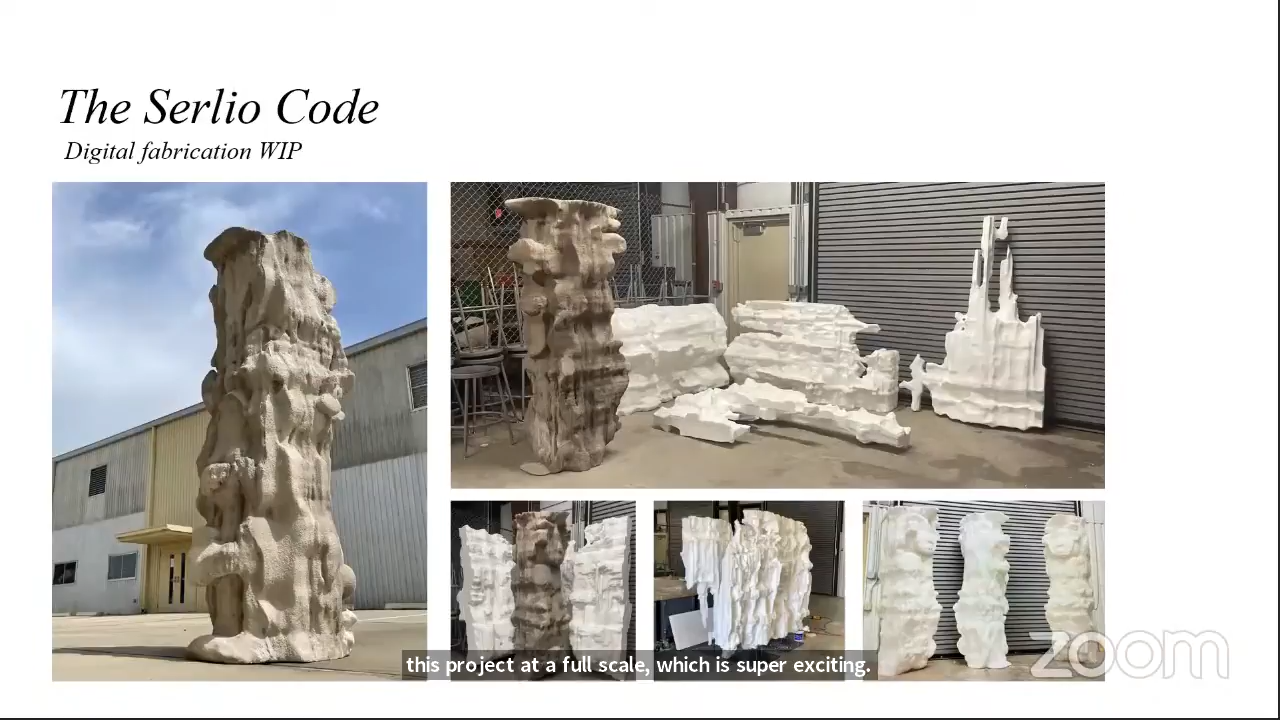 The Serlio Code
Digital fabrication WIP
this project at a full scale, which is super exciting.
zoom